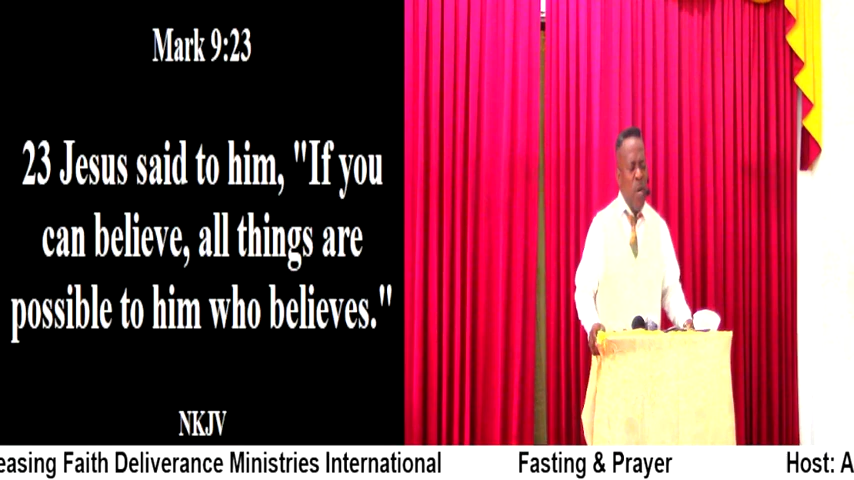 Mark 9:23
23 Jesus said to him, "If you
can believe, all things are
possible to him who believes."
NKJV
easing Faith Deliverance Ministries International Fasting & Prayer Host: A